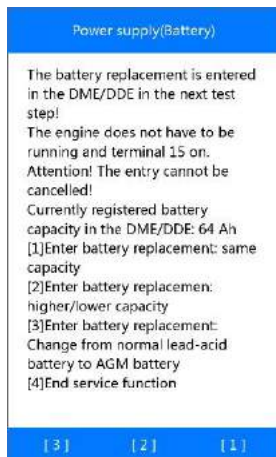 Power supply(Battery)
The battery replacement is entered
in the DME/DDE in the next test
step!
The engine does not have to be
running and terminal 15 on.
Attention! The entry cannot be
cancelled!
Currently registered battery
capacity in the DME/DDE: 64 Ah
[1]Enter battery replacement: same
capacity
[2]Enter battery replacemen:
higher/lower capacity
[3]Enter battery replacement:
Change from normal lead-acid
battery to AGM battery
[4]End service function
[3] [2] [1]